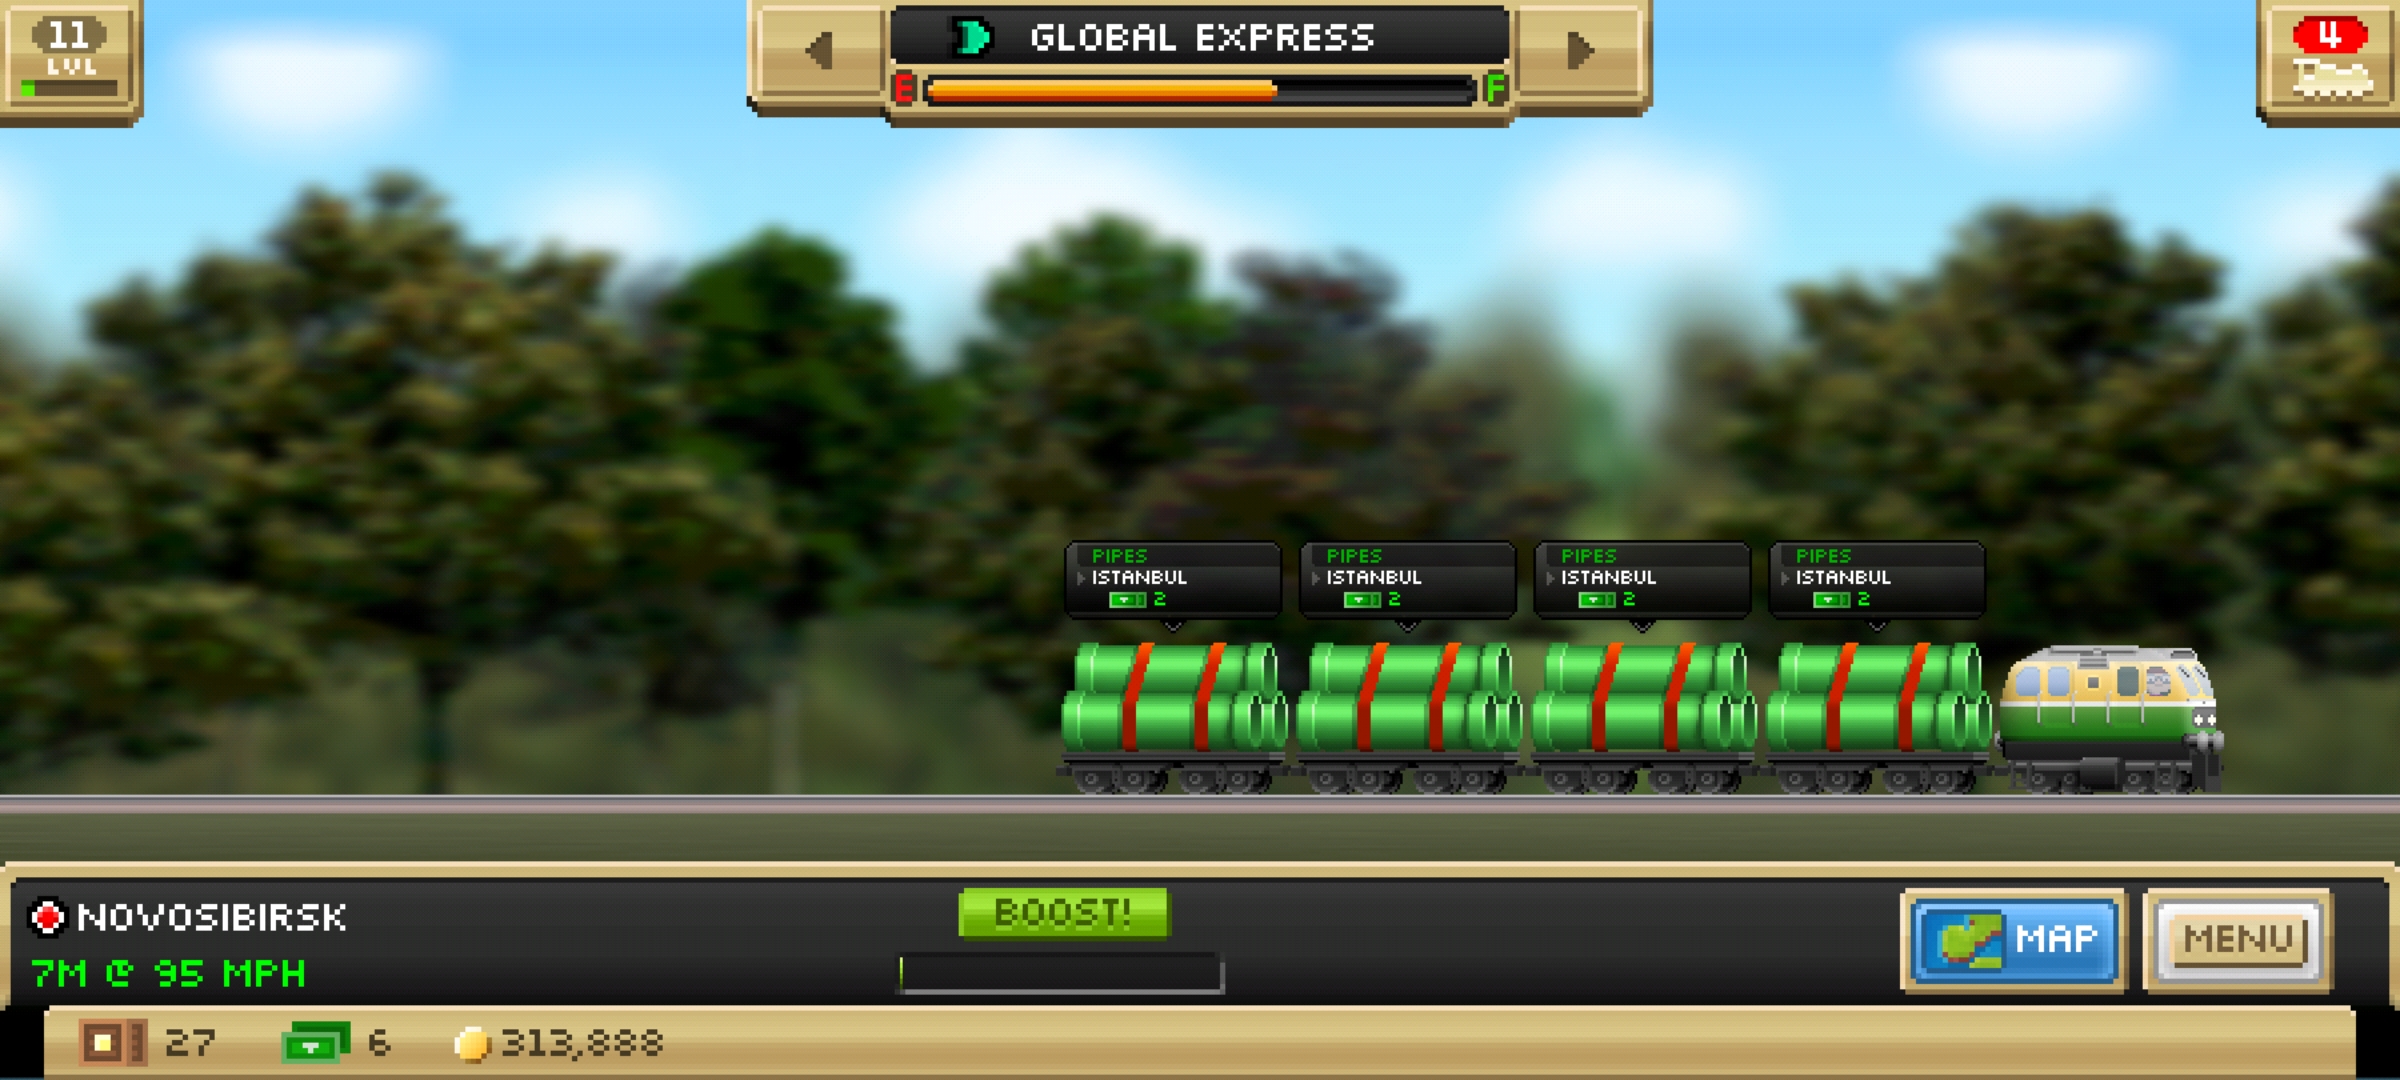 11
LVL
GLOBAL EXPRESS
E F
4
PIPES
ISTANBUL
2
PIPES
ISTANBUL
2
PIPES
ISTANBUL
2
PIPES
ISTANBUL
2
NOVOSIBIRSK
7M @ 95 MPH
BOOST!
MAP
MENU
27 6 313,888